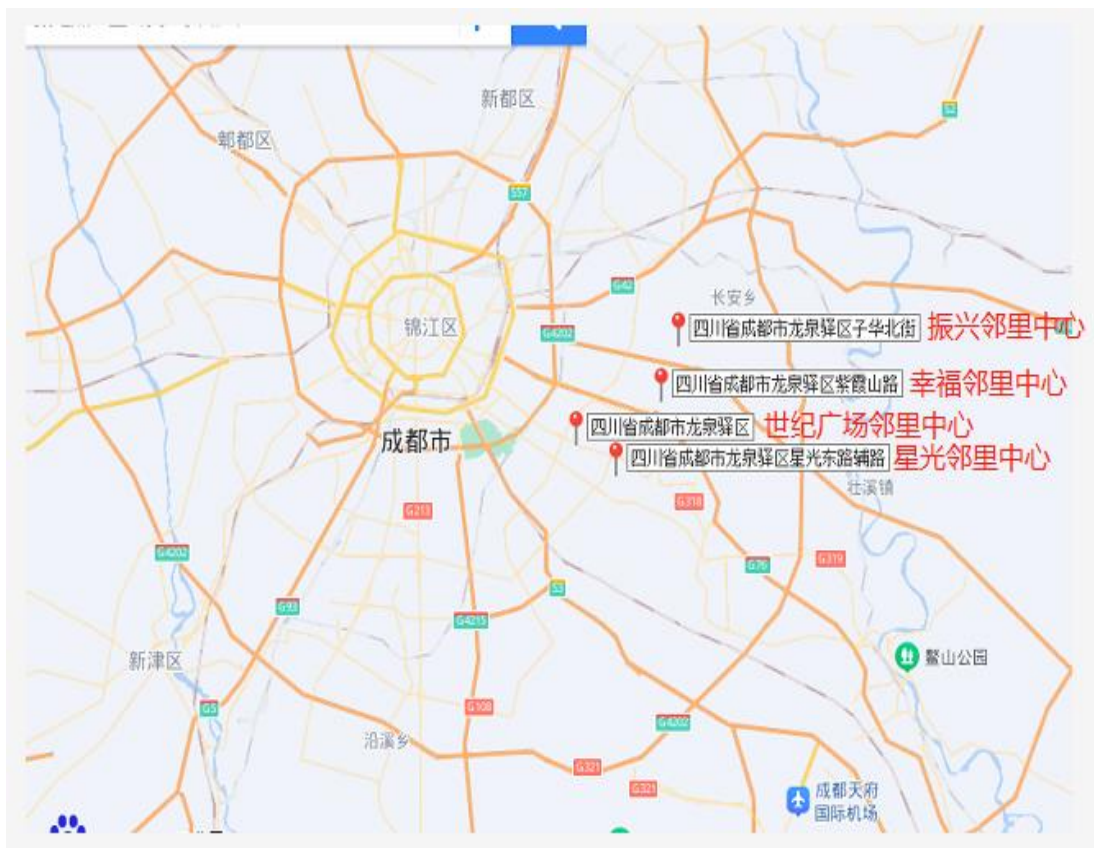 新都区
S2
郫都区
S57
G42
长安乡
四川省成都市龙泉驿区子华北街 振兴邻里中心
锦江区
G4202
四川省成都市龙泉驿区紫霞山路 幸福邻里中心
四川省成都市龙泉驿区 世纪广场邻里中心
成都市
四川省成都市龙泉驿区星光东路辅路 星光邻里中心
壮溪镇
G318
G213
G4202
G76
G319
S3
G93
G4215
新津区
鳌山公园
G5
G108
G4202
沿溪乡
G321
G321
成都天府
国际机场